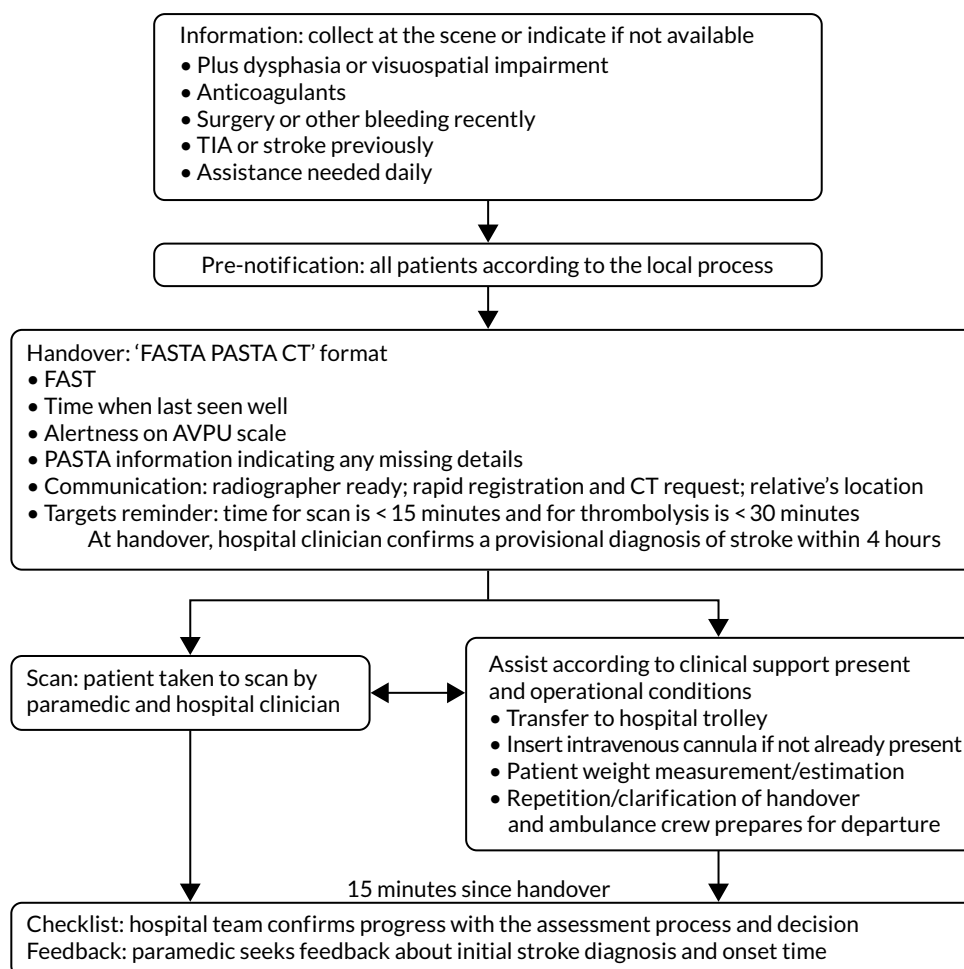 Information: collect at the scene or indicate if not available
• Plus dysphasia or visuospatial impairment
• Anticoagulants
• Surgery or other bleeding recently
• TIA or stroke previously
• Assistance needed daily
Pre-notification: all patients according to the local process
Handover: ‘FASTA PASTA CT’ format
• FAST
• Time when last seen well
• Alertness on AVPU scale
• PASTA information indicating any missing details
• Communication: radiographer ready; rapid registration and CT request; relative’s location
• Targets reminder: time for scan is < 15 minutes and for thrombolysis is < 30 minutes
At handover, hospital clinician confirms a provisional diagnosis of stroke within 4 hours
Scan: patient taken to scan by
paramedic and hospital clinician
Assist according to clinical support present
and operational conditions
• Transfer to hospital trolley
• Insert intravenous cannula if not already present
• Patient weight measurement/estimation
• Repetition/clarification of handover
and ambulance crew prepares for departure
15 minutes since handover
Checklist: hospital team confirms progress with the assessment process and decision
Feedback: paramedic seeks feedback about initial stroke diagnosis and onset time